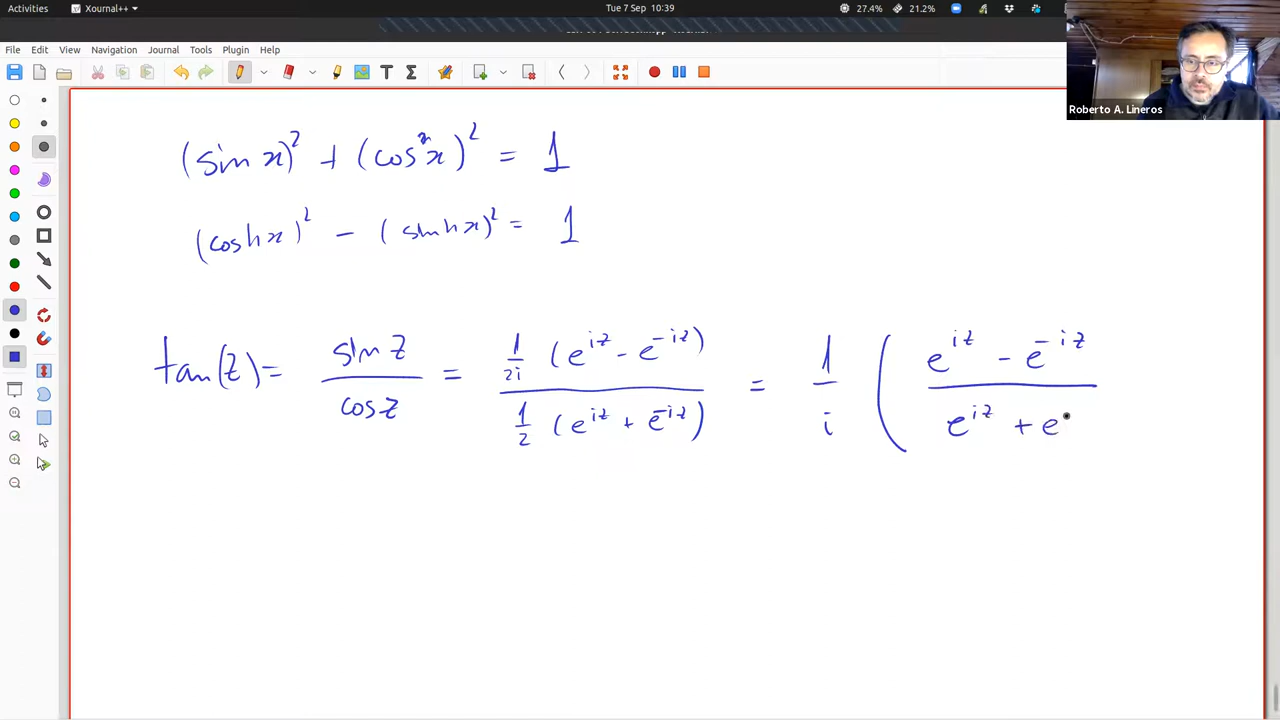 Activities Xournal++ Tue 7 Sep 10:39 27.4% 21.2%
File Edit View Navigation Journal Tools Plugin Help
Roberto A. Lineros
(sin x)² + (cos²x)² = 1
(cosh x)² - (sinh x)² = 1
tan(z) = sin z / cos z = 1/2i (e^{iz} - e^{-iz}) / 1/2 (e^{iz} + e^{-iz}) = 1/i ( e^{iz} - e^{-iz} / e^{iz} + e